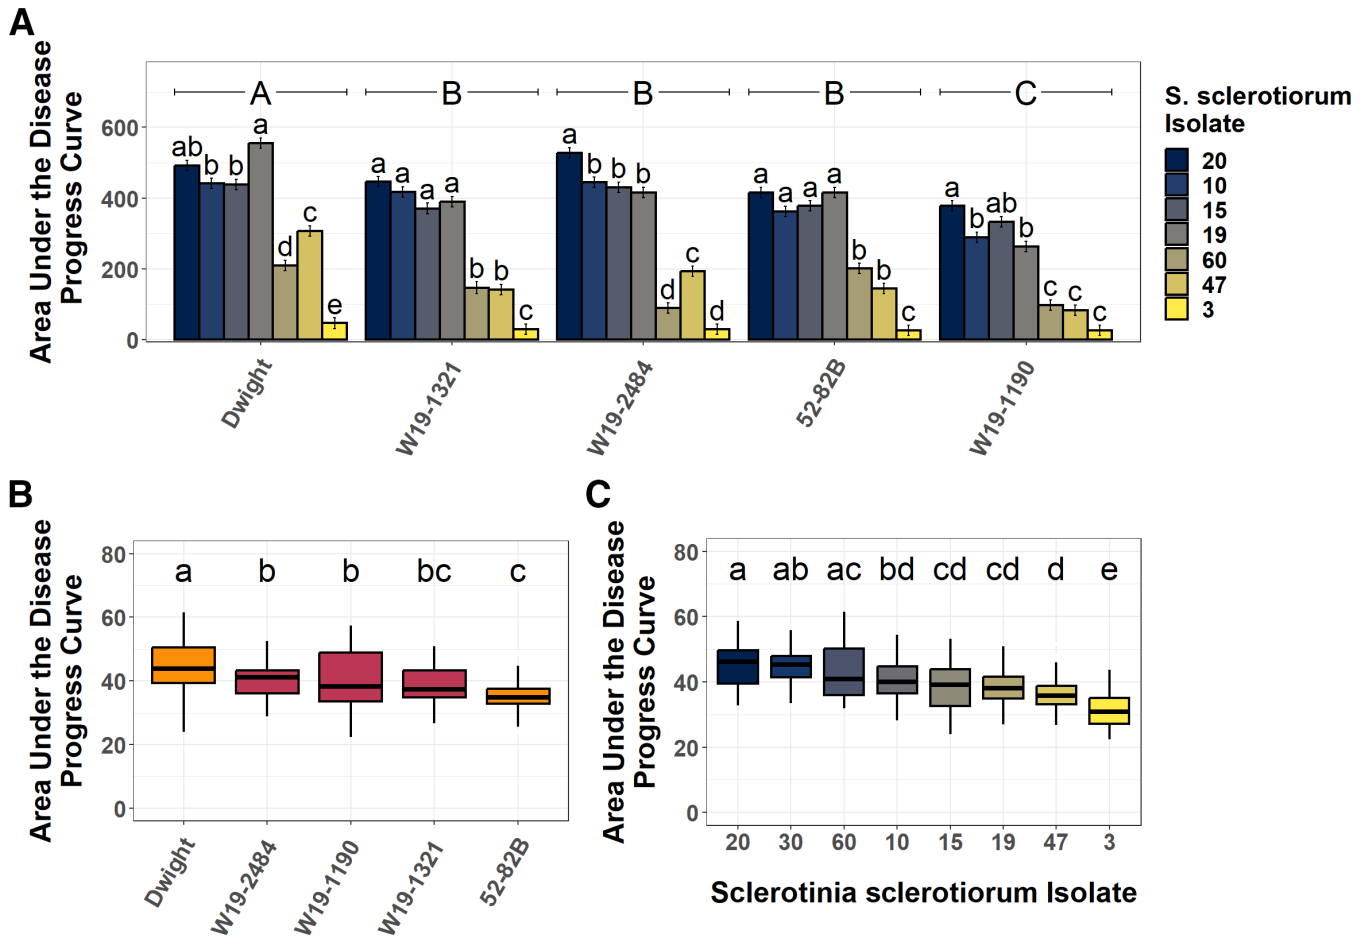 A
Area Under the Disease
Progress Curve
600
400
200
0
A B B B C
ab b b a d c e
a a a a b b c
a b b b d c d
a a a a b b c
a b ab b c c c
Dwight W19-1321 W19-2484 52-82B W19-1190
S. sclerotiorum
Isolate
20
10
15
19
60
47
3
B
Area Under the Disease
Progress Curve
80
60
40
20
0
a b b bc c
Dwight W19-2484 W19-1190 W19-1321 52-82B
C
Area Under the Disease
Progress Curve
80
60
40
20
0
a ab ac bd cd cd d e
20 30 60 10 15 19 47 3
Sclerotinia sclerotiorum Isolate